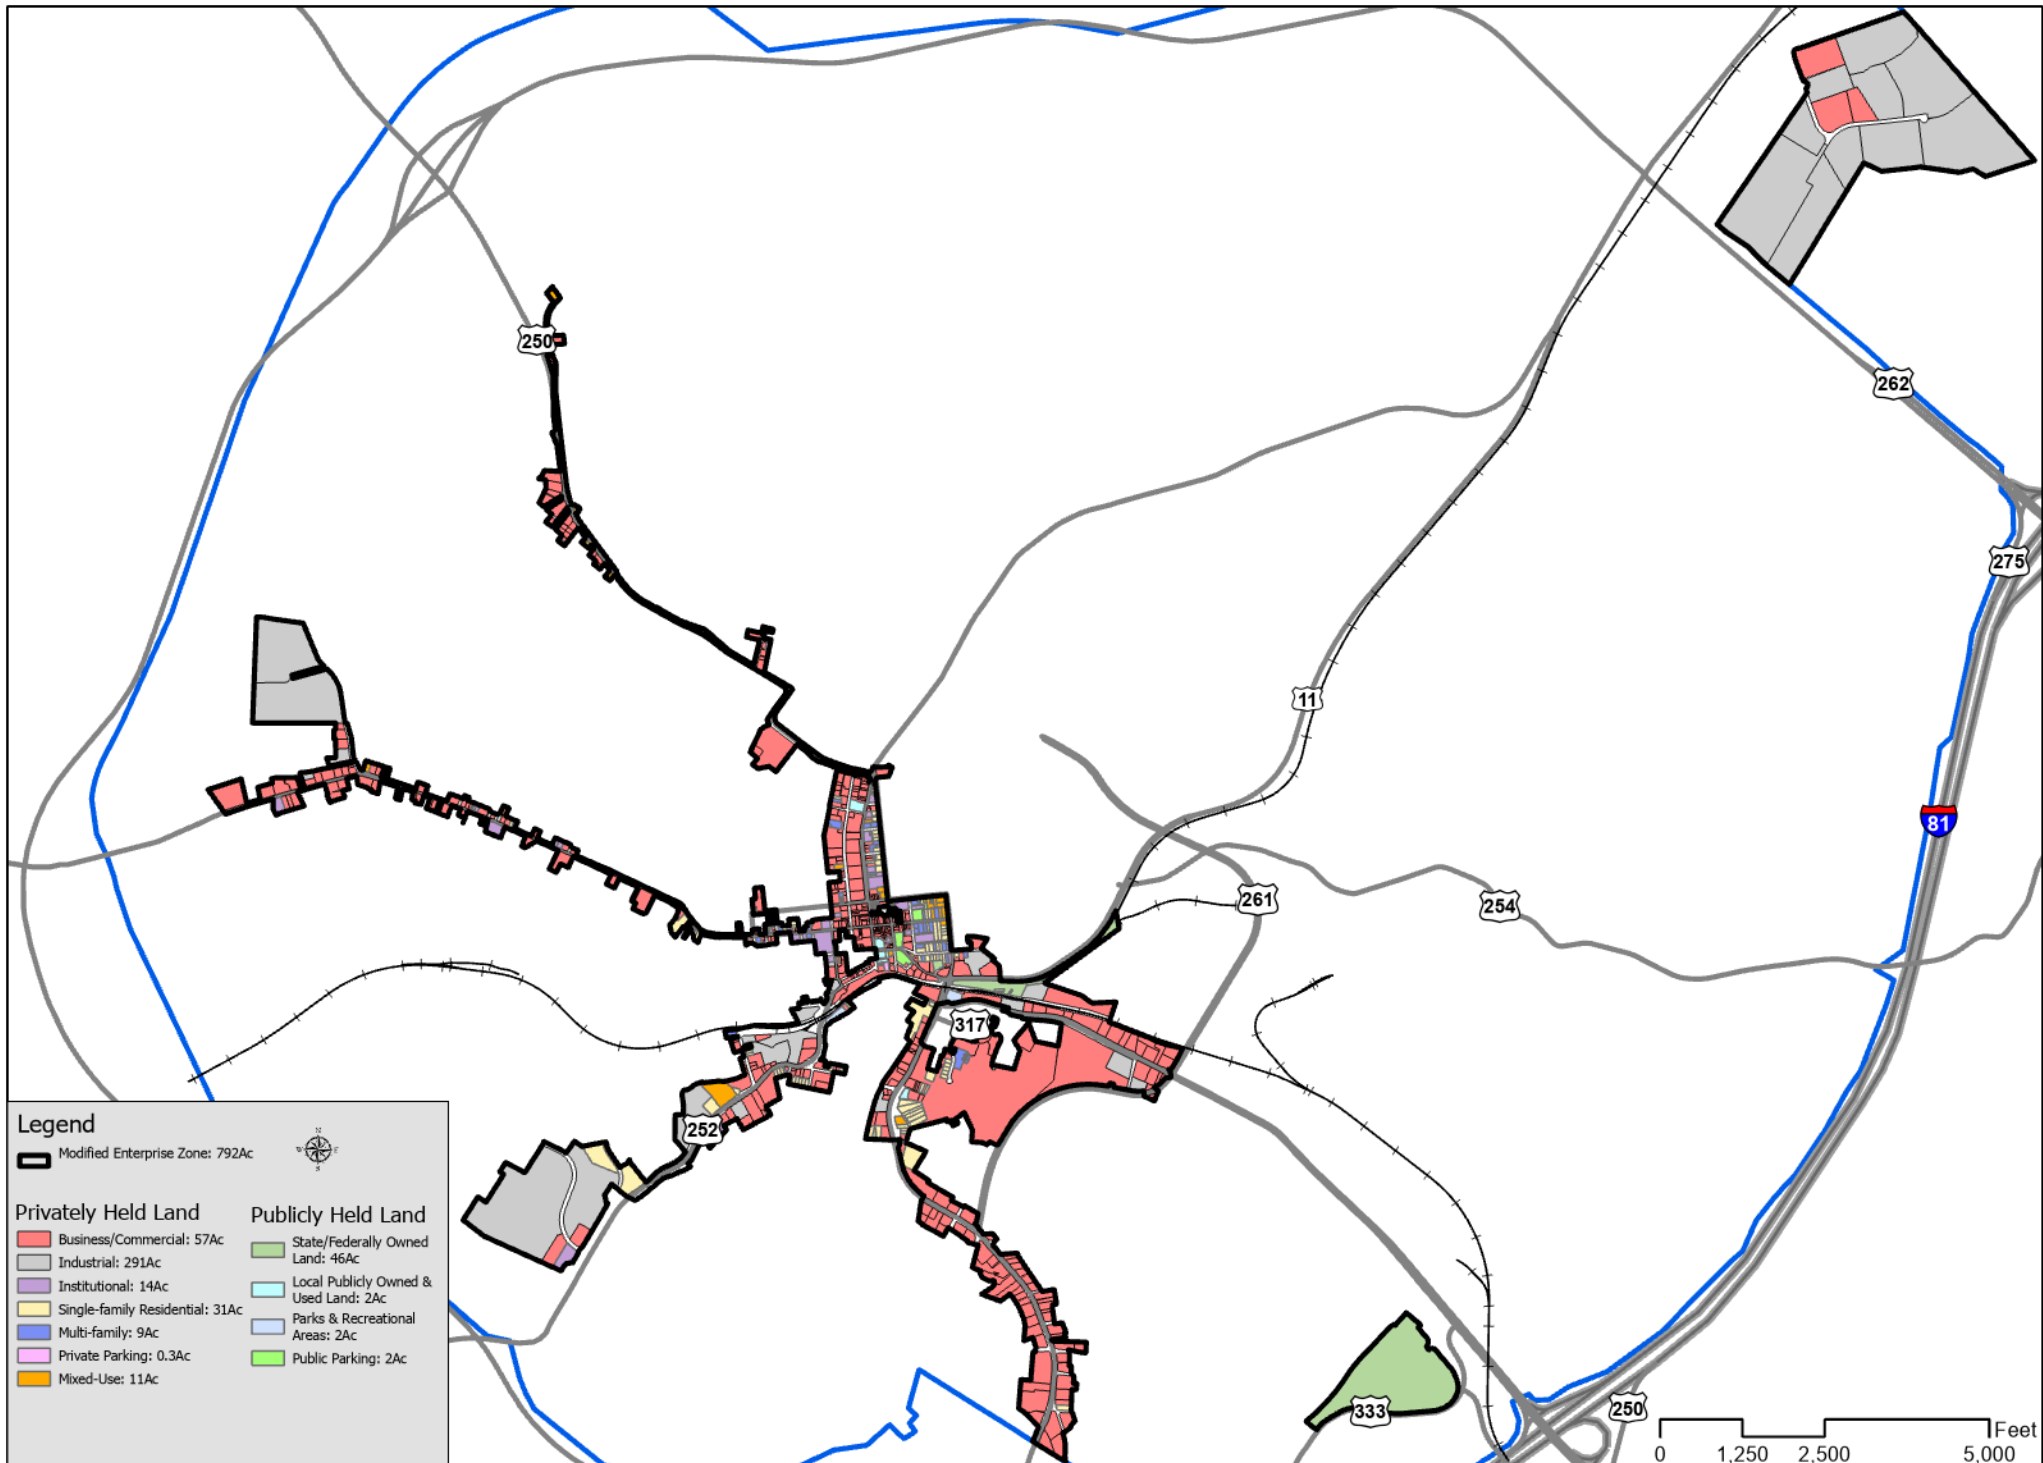 250
262
275
11
81
261
254
317
252
333
250
Legend
N
W E
S
Modified Enterprise Zone: 792Ac
Privately Held Land
Business/Commercial: 57Ac
Industrial: 291Ac
Institutional: 14Ac
Single-family Residential: 31Ac
Multi-family: 9Ac
Private Parking: 0.3Ac
Mixed-Use: 11Ac
Publicly Held Land
State/Federally Owned
Land: 46Ac
Local Publicly Owned &
Used Land: 2Ac
Parks & Recreational
Areas: 2Ac
Public Parking: 2Ac
Feet
0 1,250 2,500 5,000